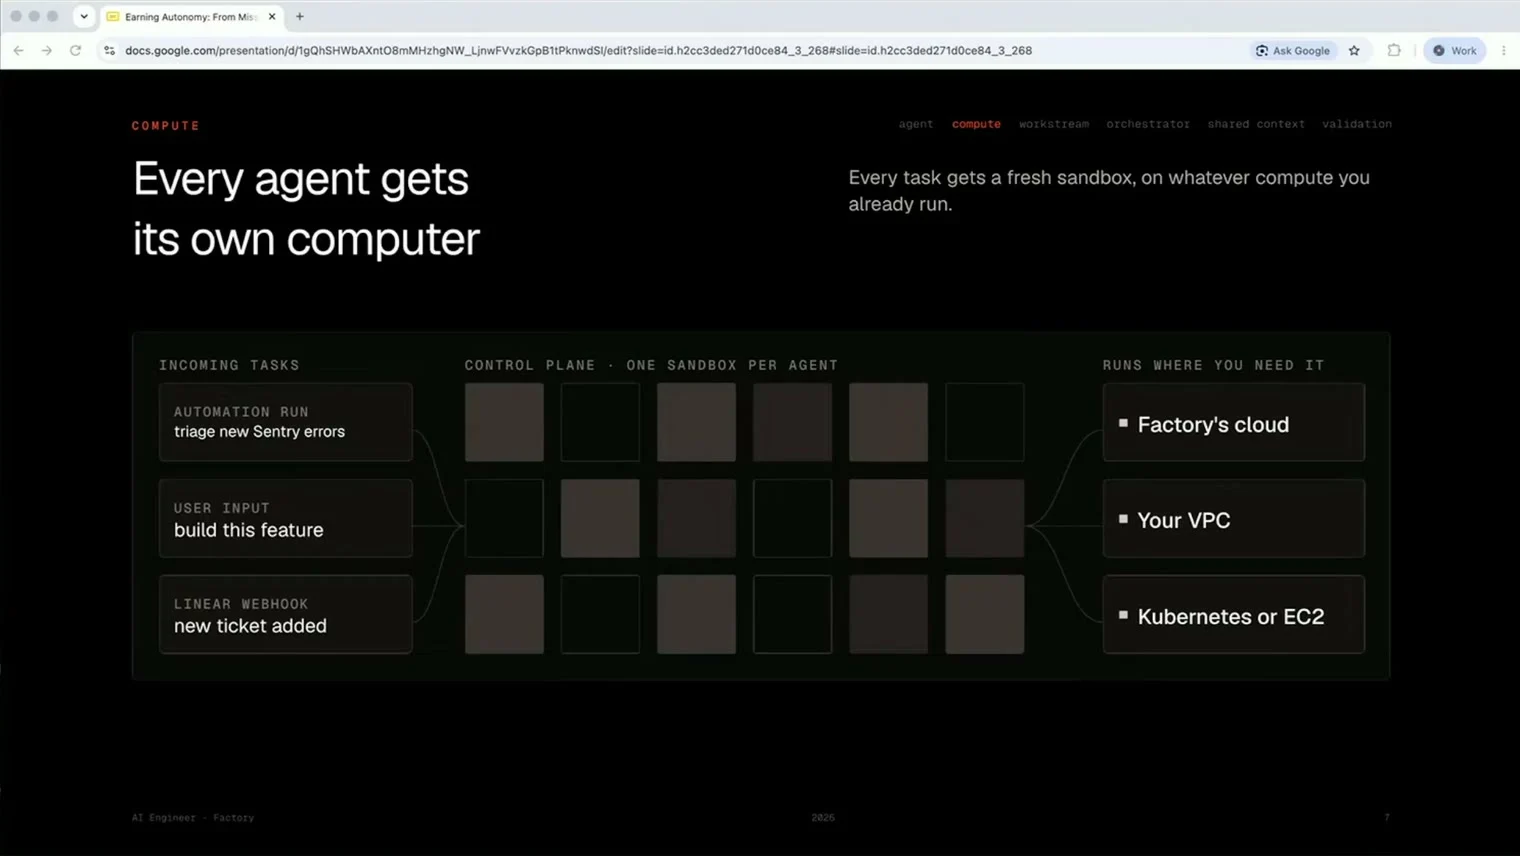 Earning Autonomy: From Mis
docs.google.com/presentation/d/1gQhSHWbAXntO8mMHzhgNW_LjnwFVvzkGpB1tPknwdSI/edit?slide=id.h2cc3ded271d0ce84_3_268#slide=id.h2cc3ded271d0ce84_3_268
Ask Google
Work
COMPUTE
agent compute workstream orchestrator shared context validation
Every agent gets
its own computer
Every task gets a fresh sandbox, on whatever compute you
already run.
INCOMING TASKS
AUTOMATION RUN
triage new Sentry errors
USER INPUT
build this feature
LINEAR WEBHOOK
new ticket added
CONTROL PLANE · ONE SANDBOX PER AGENT
RUNS WHERE YOU NEED IT
Factory's cloud
Your VPC
Kubernetes or EC2
AI Engineer · Factory
2026
7